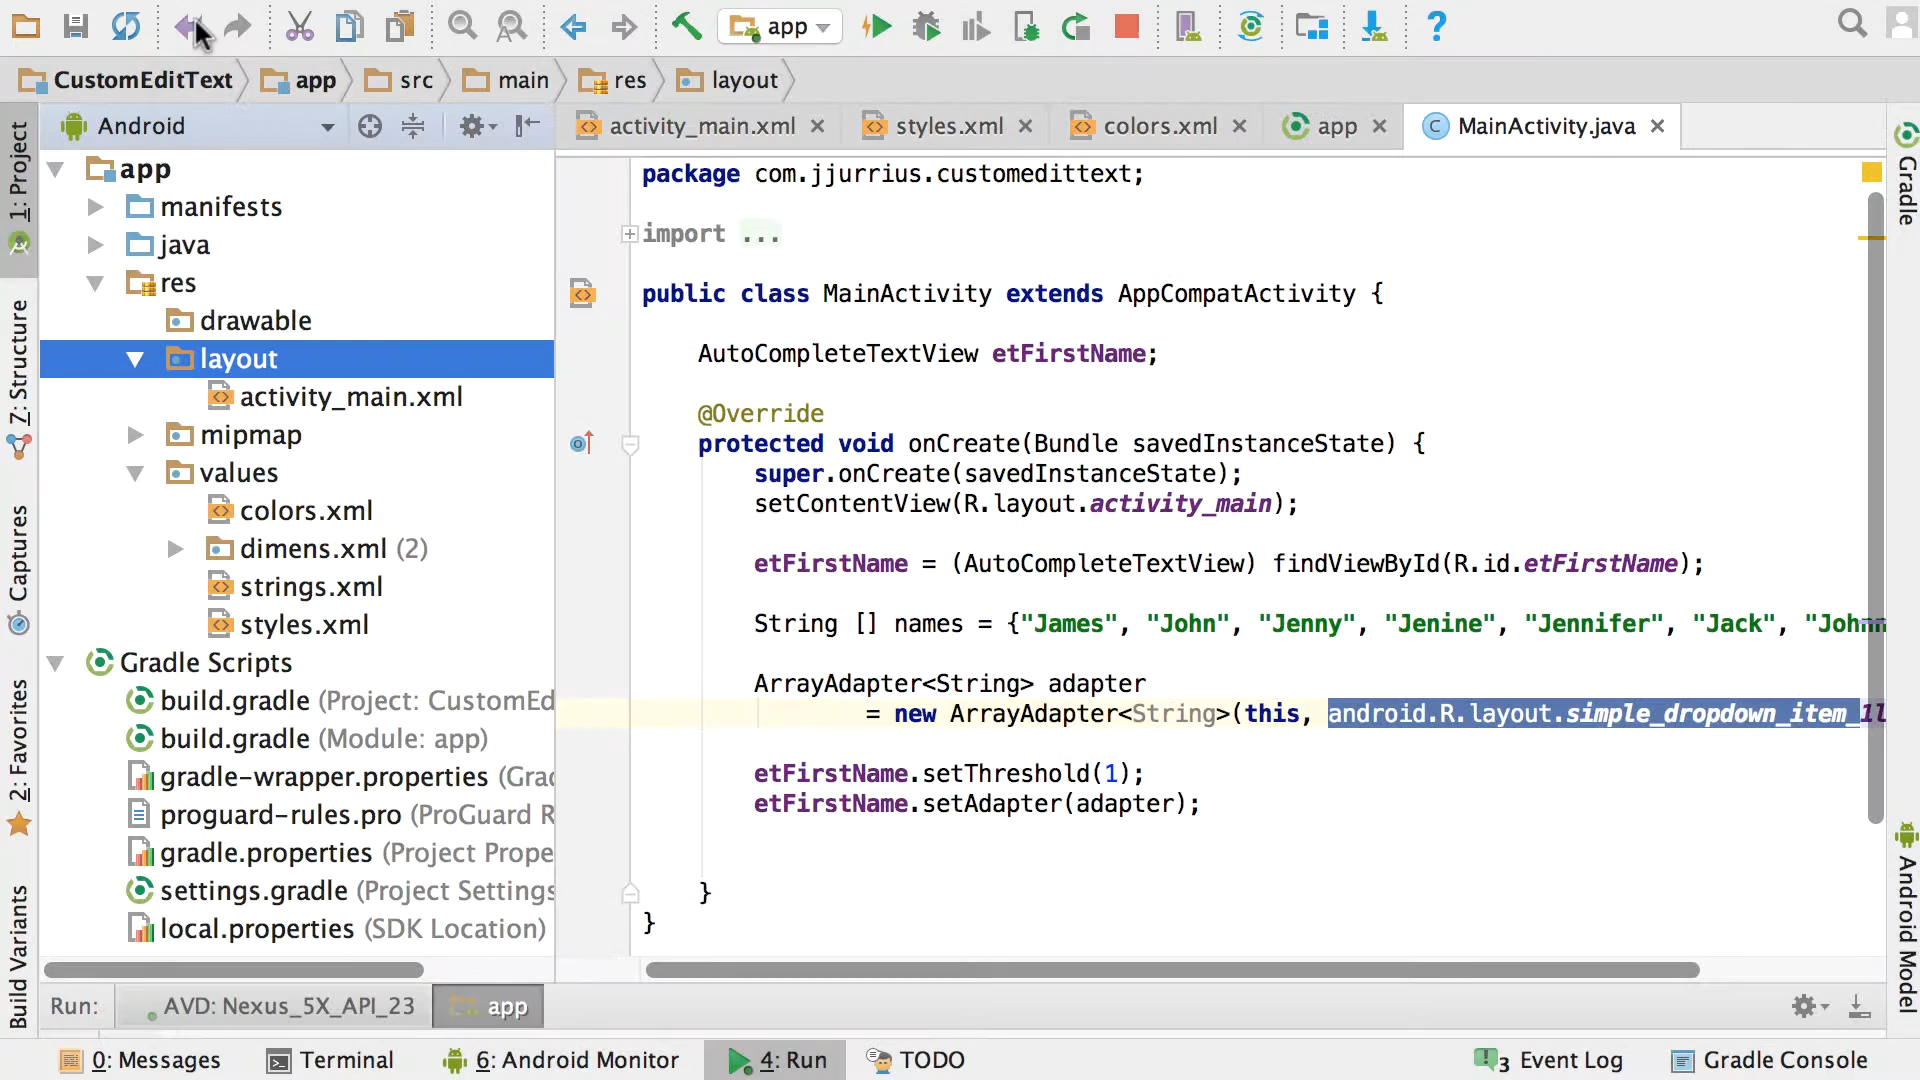 app
CustomEditText app src main res layout
Android
activity_main.xml styles.xml colors.xml app MainActivity.java
1: Project
Z: Structure
Captures
2: Favorites
Build Variants
app
manifests
java
res
drawable
layout
activity_main.xml
mipmap
values
colors.xml
dimens.xml (2)
strings.xml
styles.xml
Gradle Scripts
build.gradle (Project: CustomEd
build.gradle (Module: app)
gradle-wrapper.properties (Grad
proguard-rules.pro (ProGuard R
gradle.properties (Project Prope
settings.gradle (Project Settings
local.properties (SDK Location)
package com.jjurrius.customedittext;
import ...
public class MainActivity extends AppCompatActivity {
AutoCompleteTextView etFirstName;
@Override
protected void onCreate(Bundle savedInstanceState) {
super.onCreate(savedInstanceState);
setContentView(R.layout.activity_main);
etFirstName = (AutoCompleteTextView) findViewById(R.id.etFirstName);
String [] names = {"James", "John", "Jenny", "Jenine", "Jennifer", "Jack", "John
ArrayAdapter<String> adapter
= new ArrayAdapter<String>(this, android.R.layout.simple_dropdown_item_1l
etFirstName.setThreshold(1);
etFirstName.setAdapter(adapter);
}
}
Gradle
Android Model
Run: AVD: Nexus_5X_API_23 app
0: Messages Terminal 6: Android Monitor 4: Run TODO 3 Event Log Gradle Console